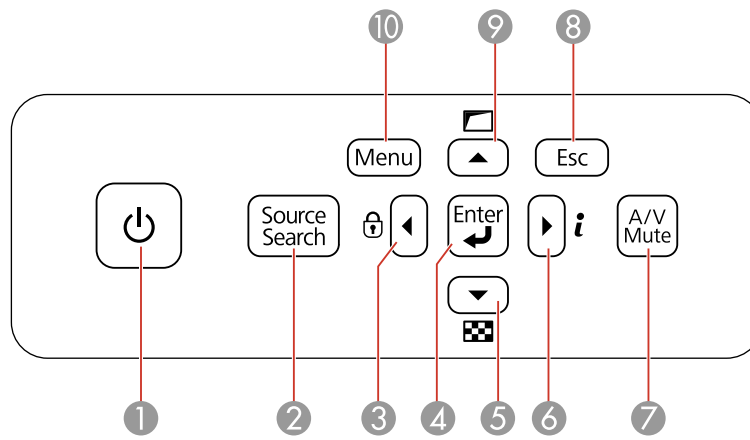 10 9 8
Menu Esc
Source
Search
Enter
A/V
Mute
i
1 2 3 4 5 6 7